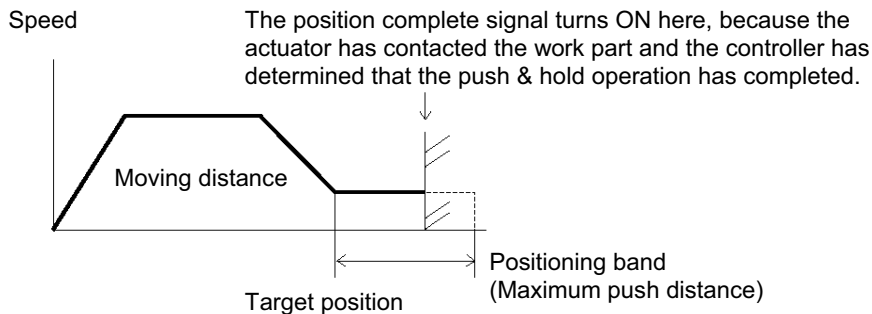 Speed
The position complete signal turns ON here, because the
actuator has contacted the work part and the controller has
determined that the push & hold operation has completed.
Moving distance
Positioning band
(Maximum push distance)
Target position